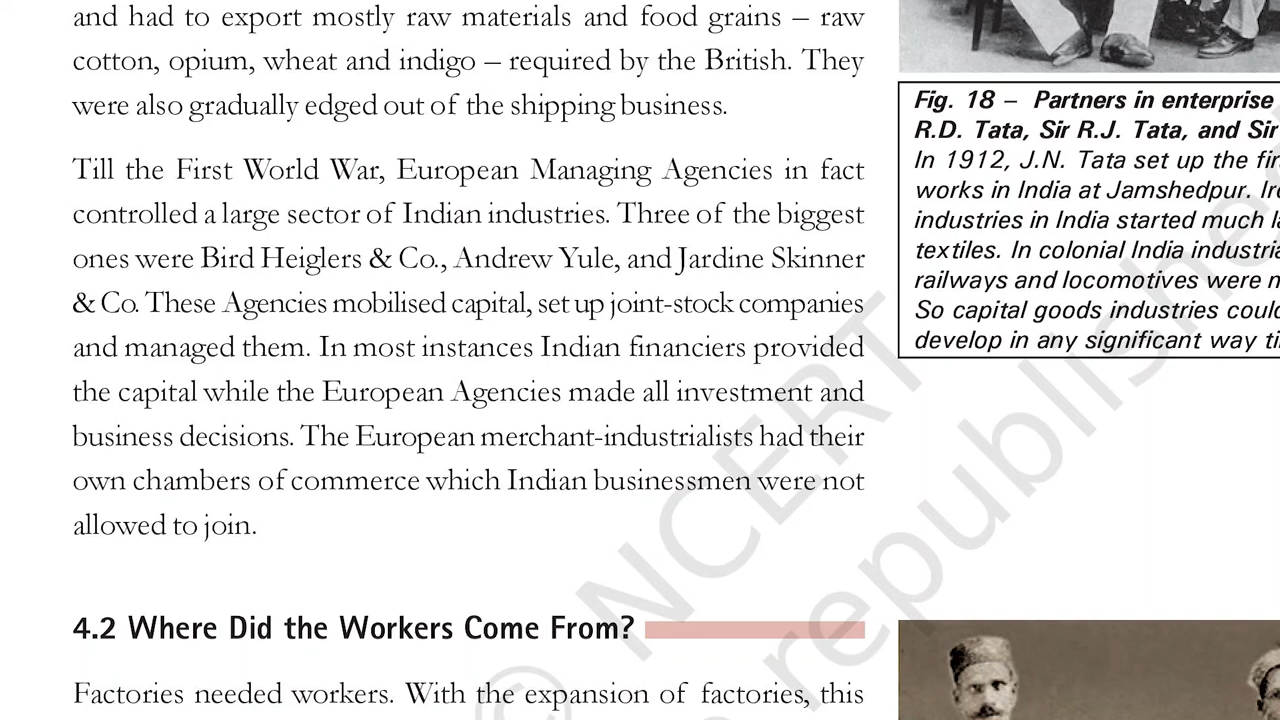 and had to export mostly raw materials and food grains – raw
cotton, opium, wheat and indigo – required by the British. They
were also gradually edged out of the shipping business.
Till the First World War, European Managing Agencies in fact
controlled a large sector of Indian industries. Three of the biggest
ones were Bird Heiglers & Co., Andrew Yule, and Jardine Skinner
& Co. These Agencies mobilised capital, set up joint-stock companies
and managed them. In most instances Indian financiers provided
the capital while the European Agencies made all investment and
business decisions. The European merchant-industrialists had their
own chambers of commerce which Indian businessmen were not
allowed to join.
4.2 Where Did the Workers Come From?
Factories needed workers. With the expansion of factories, this
Fig. 18 – Partners in enterprise
R.D. Tata, Sir R.J. Tata, and Sir
In 1912, J.N. Tata set up the
works in India at Jamshedpur.
industries in India started much
textiles. In colonial India
railways and locomotives were
So capital goods industries
develop in any significant way
© NCERT
republished